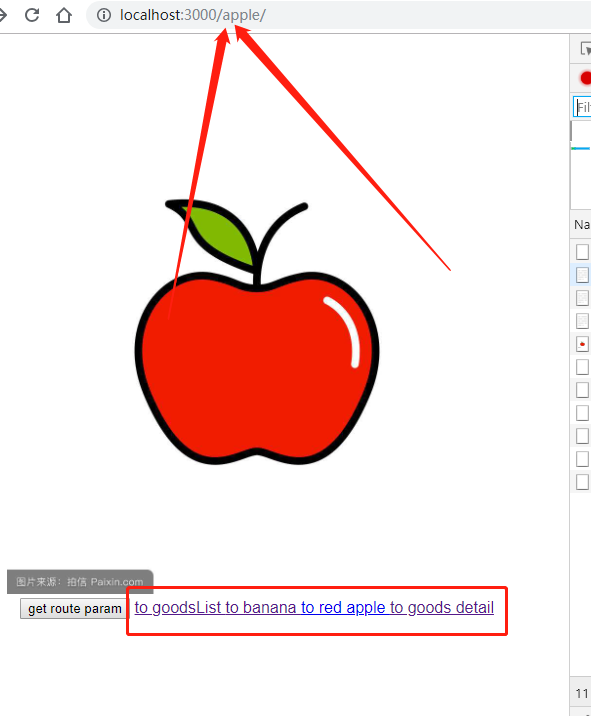 localhost:3000/apple/
Fil
Na
图片来源：拍信 Paixin.com
get route param
to goodsList to banana to red apple to goods detail
11